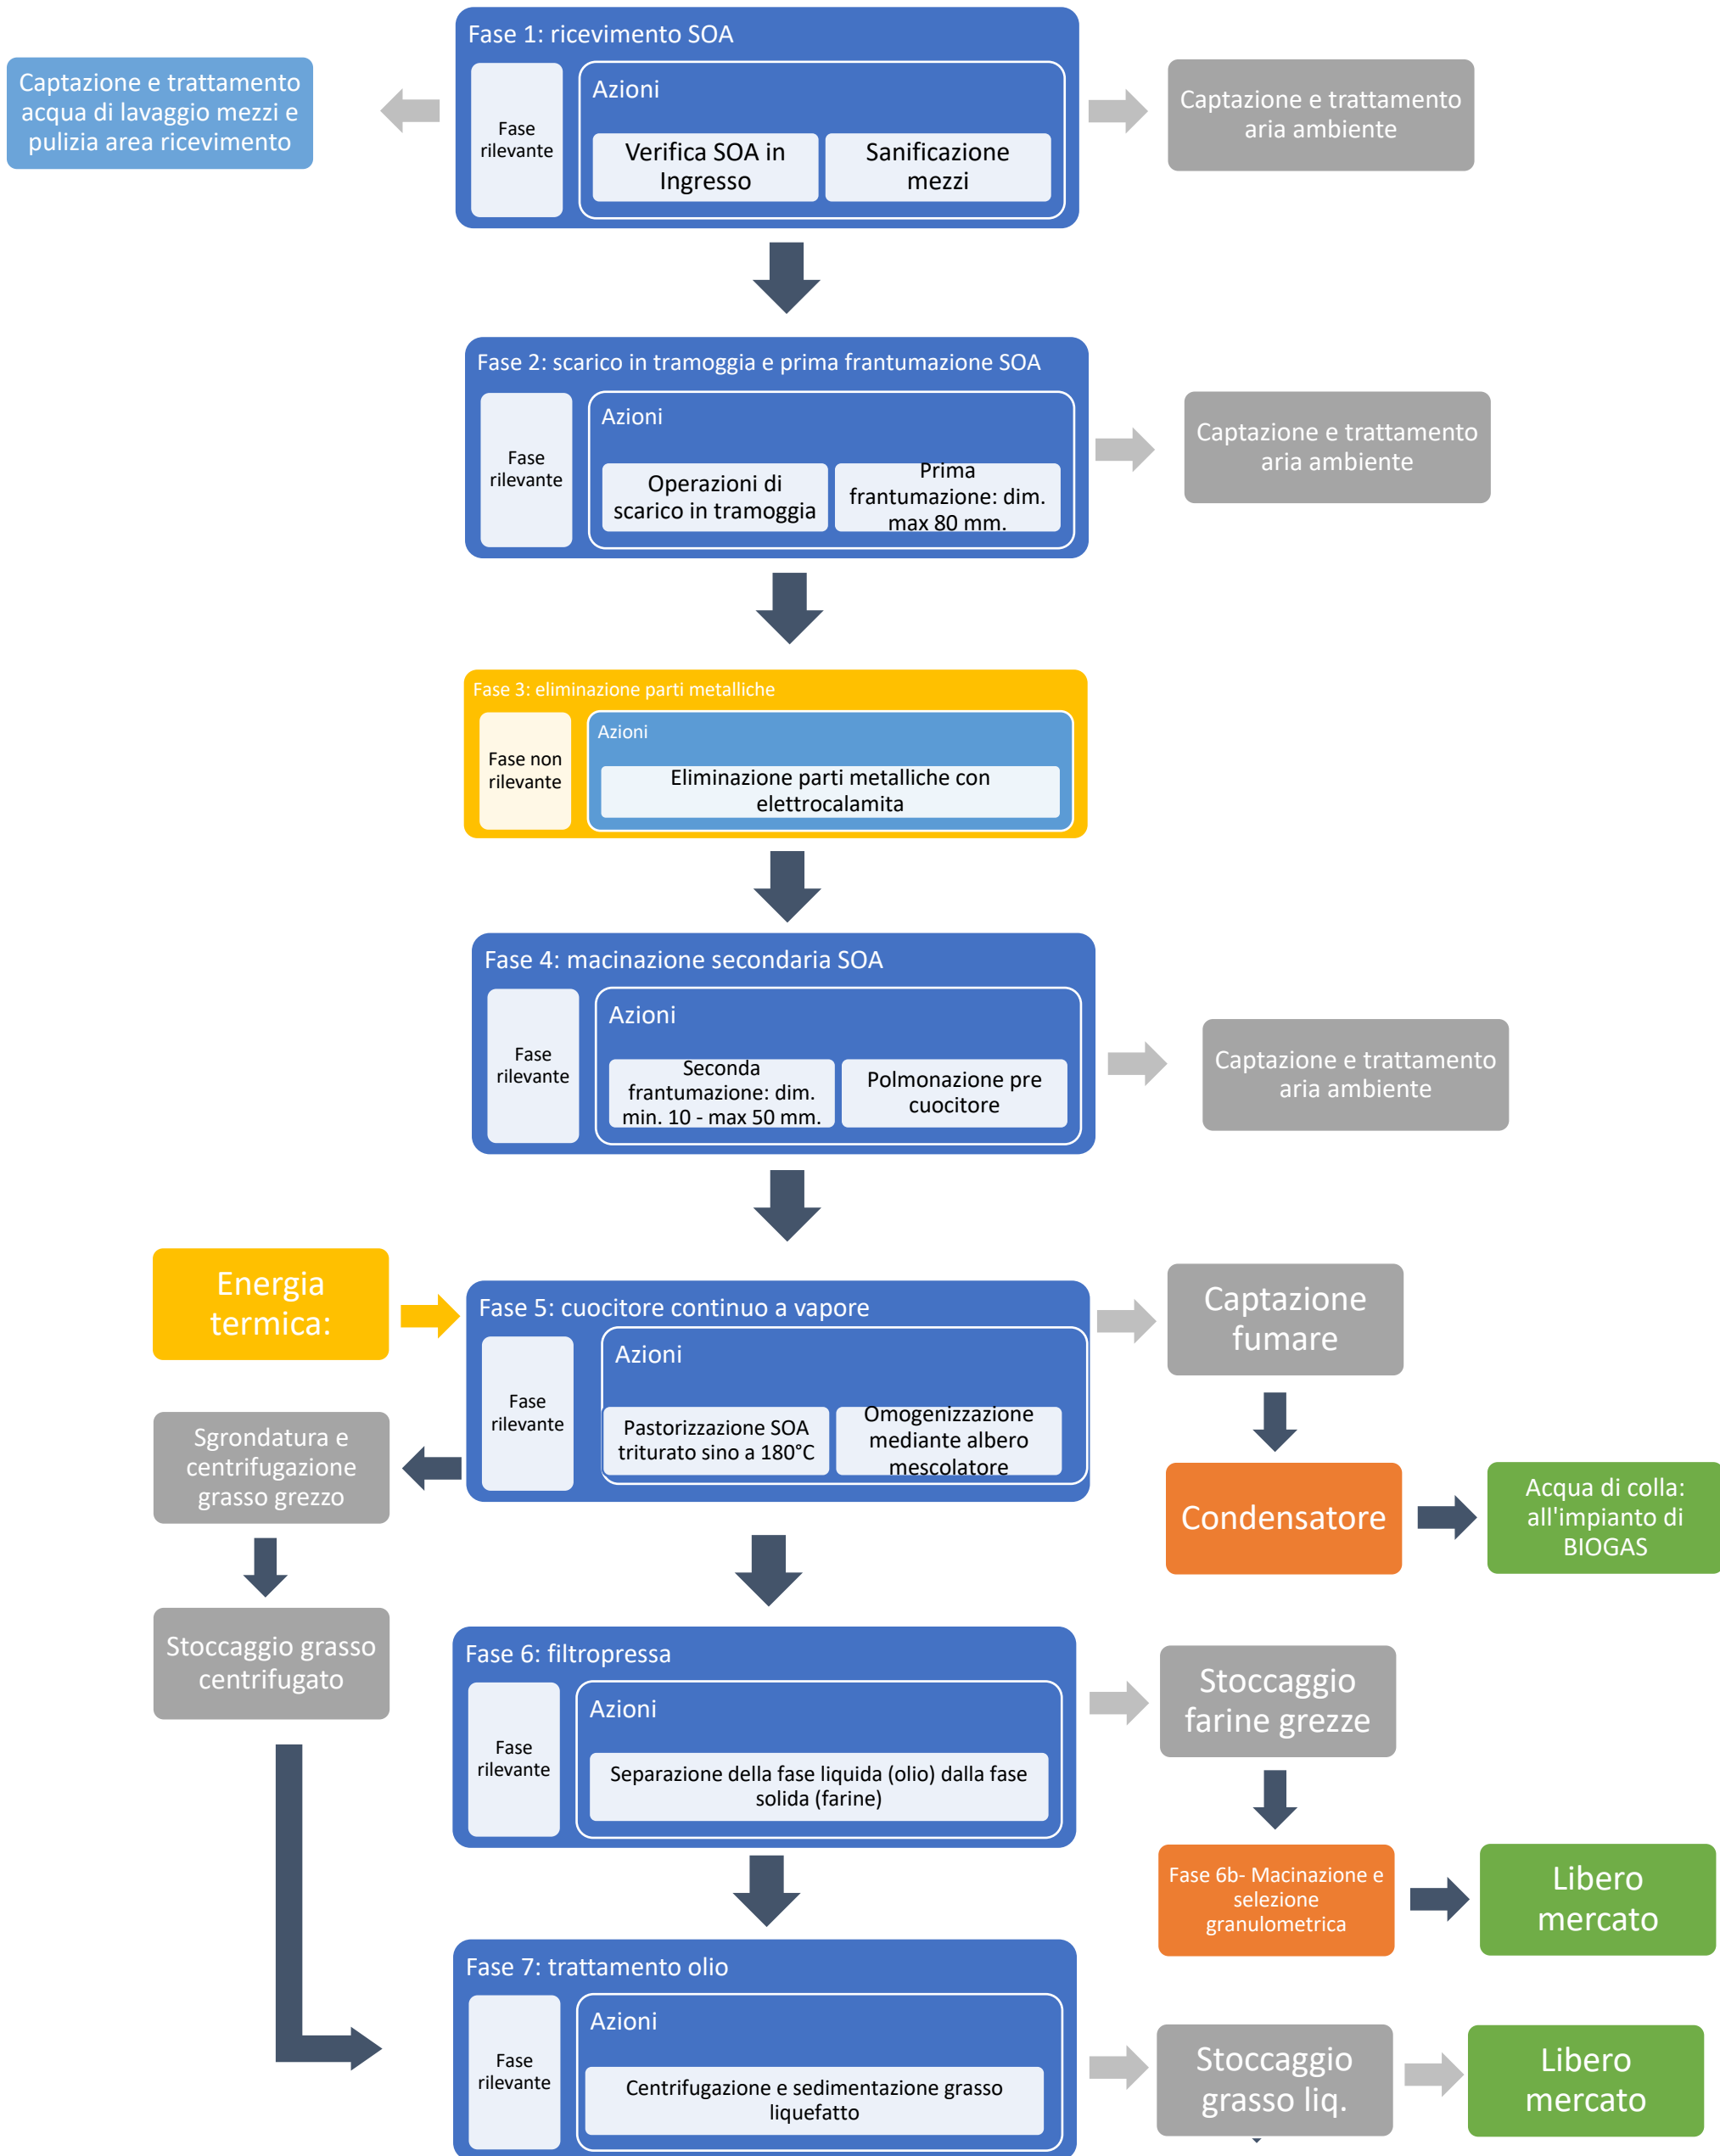 Fase 1: ricevimento SOA
Captazione e trattamento
acqua di lavaggio mezzi e
pulizia area ricevimento
Fase
rilevante
Azioni
Verifica SOA in
Ingresso
Sanificazione
mezzi
Captazione e trattamento
aria ambiente
Fase 2: scarico in tramoggia e prima frantumazione SOA
Fase
rilevante
Azioni
Operazioni di
scarico in tramoggia
Prima
frantumazione: dim.
max 80 mm.
Captazione e trattamento
aria ambiente
Fase 3: eliminazione parti metalliche
Fase non
rilevante
Azioni
Eliminazione parti metalliche con
elettrocalamita
Fase 4: macinazione secondaria SOA
Fase
rilevante
Azioni
Seconda
frantumazione: dim.
min. 10 - max 50 mm.
Polmonazione pre
cuocitore
Captazione e trattamento
aria ambiente
Energia
termica:
Fase 5: cuocitore continuo a vapore
Fase
rilevante
Azioni
Pastorizzazione SOA
triturato sino a 180°C
Omogenizzazione
mediante albero
mescolatore
Captazione
fumare
Sgrondatura e
centrifugazione
grasso grezzo
Condensatore
Acqua di colla:
all'impianto di
BIOGAS
Stoccaggio grasso
centrifugato
Fase 6: filtropressa
Fase
rilevante
Azioni
Separazione della fase liquida (olio) dalla fase
solida (farine)
Stoccaggio
farine grezze
Fase 6b- Macinazione e
selezione
granulometrica
Libero
mercato
Fase 7: trattamento olio
Fase
rilevante
Azioni
Centrifugazione e sedimentazione grasso
liquefatto
Stoccaggio
grasso liq.
Libero
mercato